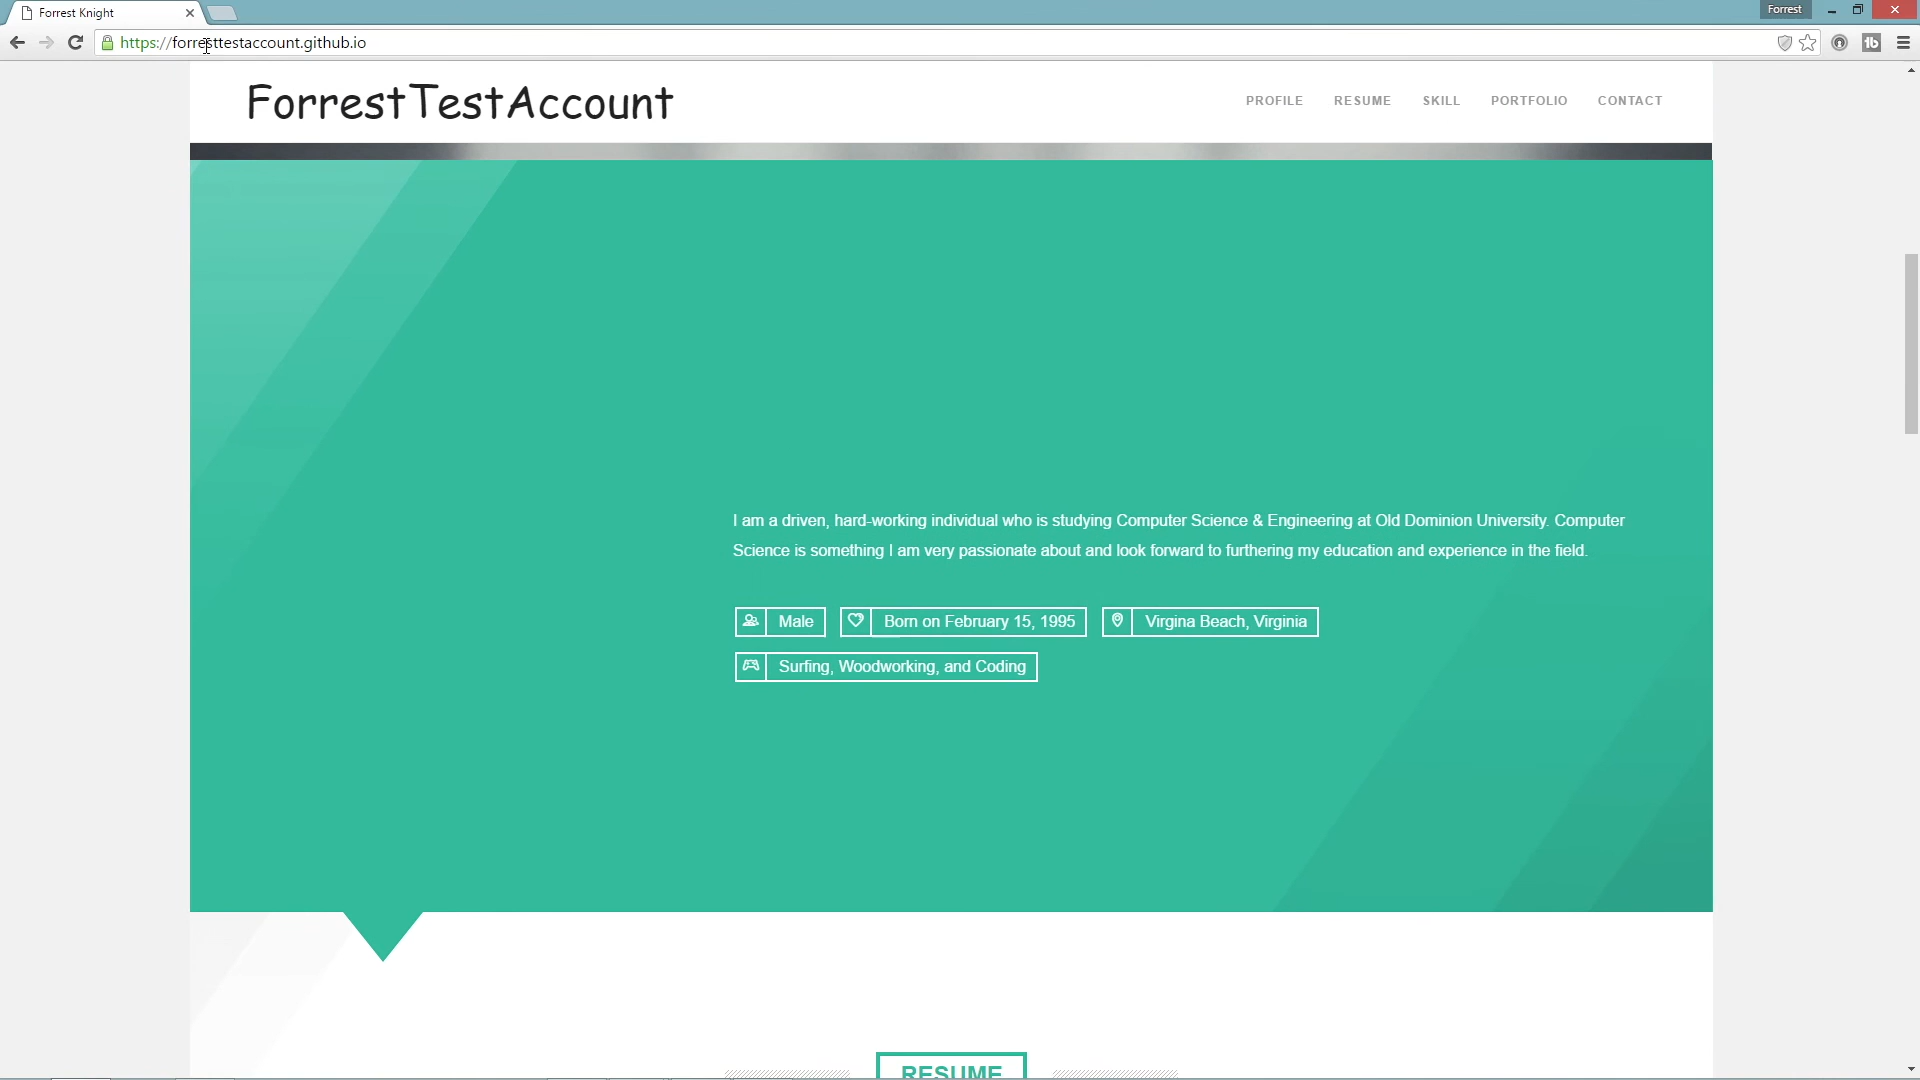 Forrest Knight
Forrest
https://forresttestaccount.github.io
ForrestTestAccount
PROFILE RESUME SKILL PORTFOLIO CONTACT
I am a driven, hard-working individual who is studying Computer Science & Engineering at Old Dominion University. Computer
Science is something I am very passionate about and look forward to furthering my education and experience in the field.
Male Born on February 15, 1995 Virgina Beach, Virginia
Surfing, Woodworking, and Coding
RESUME